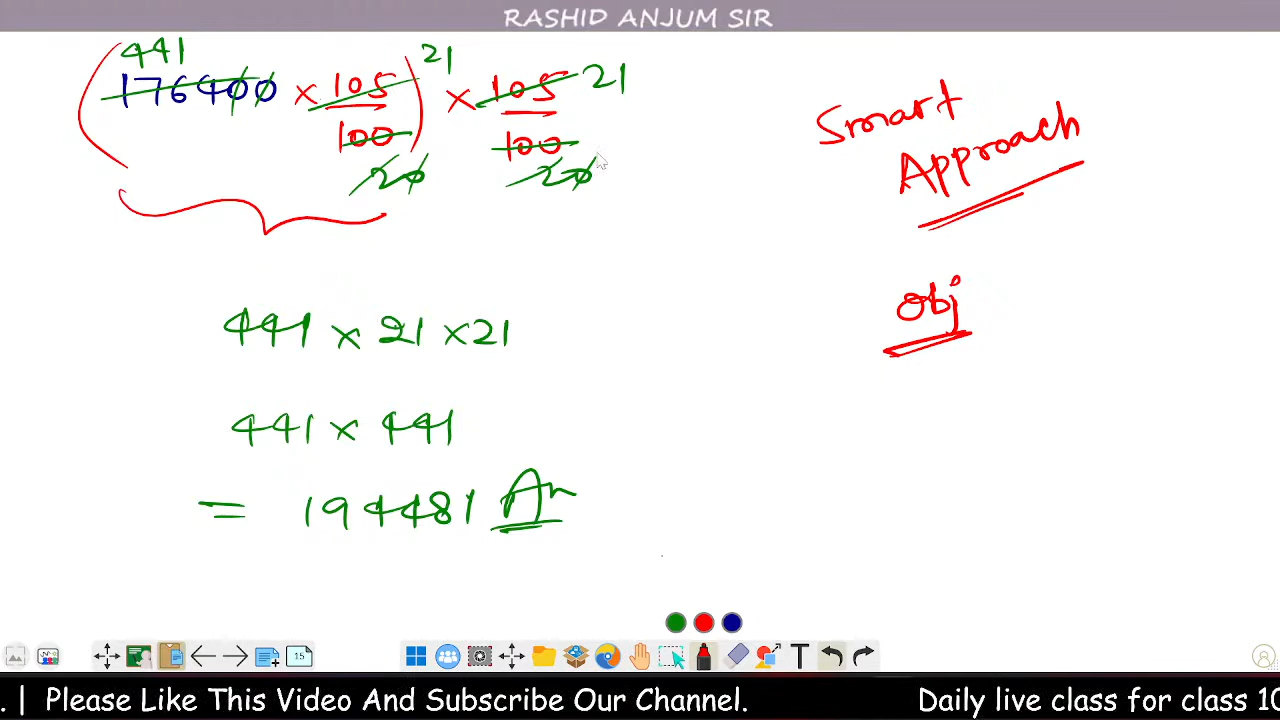 RASHID ANJUM SIR
441 21 21
176400 × 105 × 105
100 100
20 20
Smart
Approach
Obj
441 × 21 × 21
441 × 441
= 194481 An
15
. | Please Like This Video And Subscribe Our Channel. Daily live class for class 10